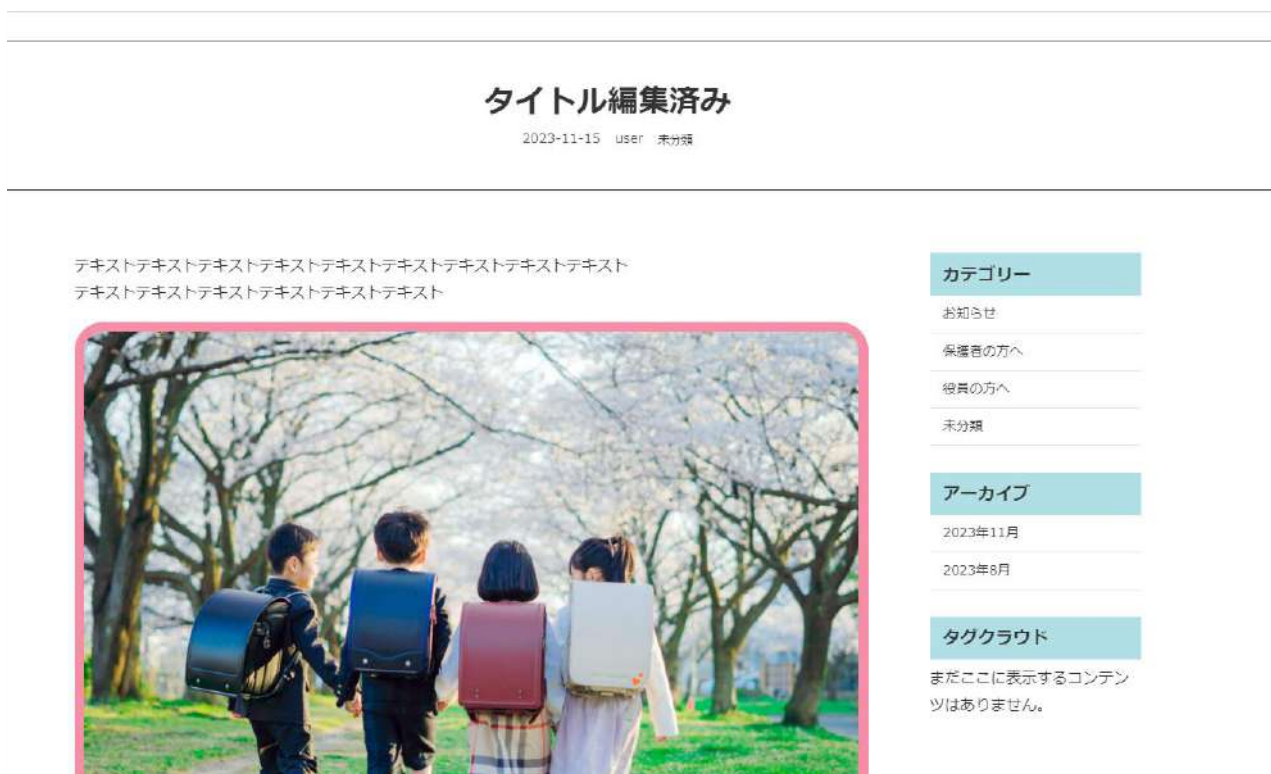 タイトル編集済み
2023-11-15 user 未分類
テキストテキストテキストテキストテキストテキストテキストテキストテキスト
テキストテキストテキストテキストテキストテキスト
カテゴリー
お知らせ
保護者の方へ
役員の方へ
未分類
アーカイブ
2023年11月
2023年8月
タグクラウド
まだここに表示するコンテン
ツはありません。